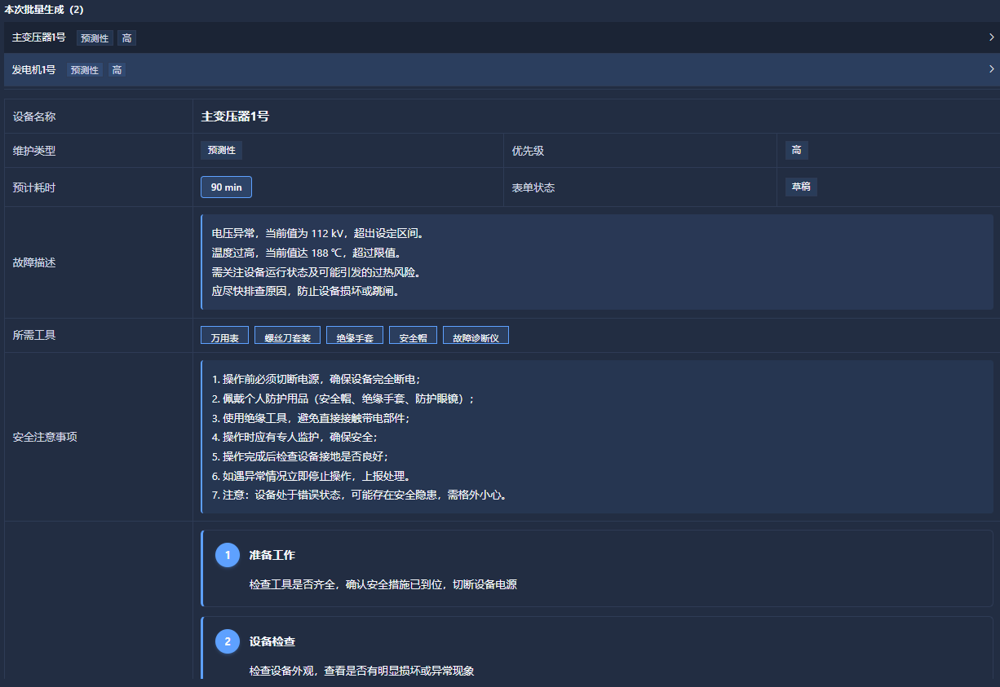 本次批量生成（2）
主变压器1号 预测性 高
发电机1号 预测性 高
设备名称 主变压器1号
维护类型 预测性 优先级 高
预计耗时 90 min 表单状态 草稿
故障描述
电压异常，当前值为 112 kV，超出设定区间。
温度过高，当前值达 188 ℃，超过限值。
需关注设备运行状态及可能引发的过热风险。
应尽快排查原因，防止设备损坏或跳闸。
所需工具 万用表 螺丝刀套装 绝缘手套 安全帽 故障诊断仪
安全注意事项
1. 操作前必须切断电源，确保设备完全断电；
2. 佩戴个人防护用品（安全帽、绝缘手套、防护眼镜）；
3. 使用绝缘工具，避免直接接触带电部件；
4. 操作时应有专人监护，确保安全；
5. 操作完成后检查设备接地是否良好；
6. 如遇异常情况立即停止操作，上报处理。
7. 注意：设备处于错误状态，可能存在安全隐患，需格外小心。
1 准备工作
检查工具是否齐全，确认安全措施已到位，切断设备电源
2 设备检查
检查设备外观，查看是否有明显损坏或异常现象